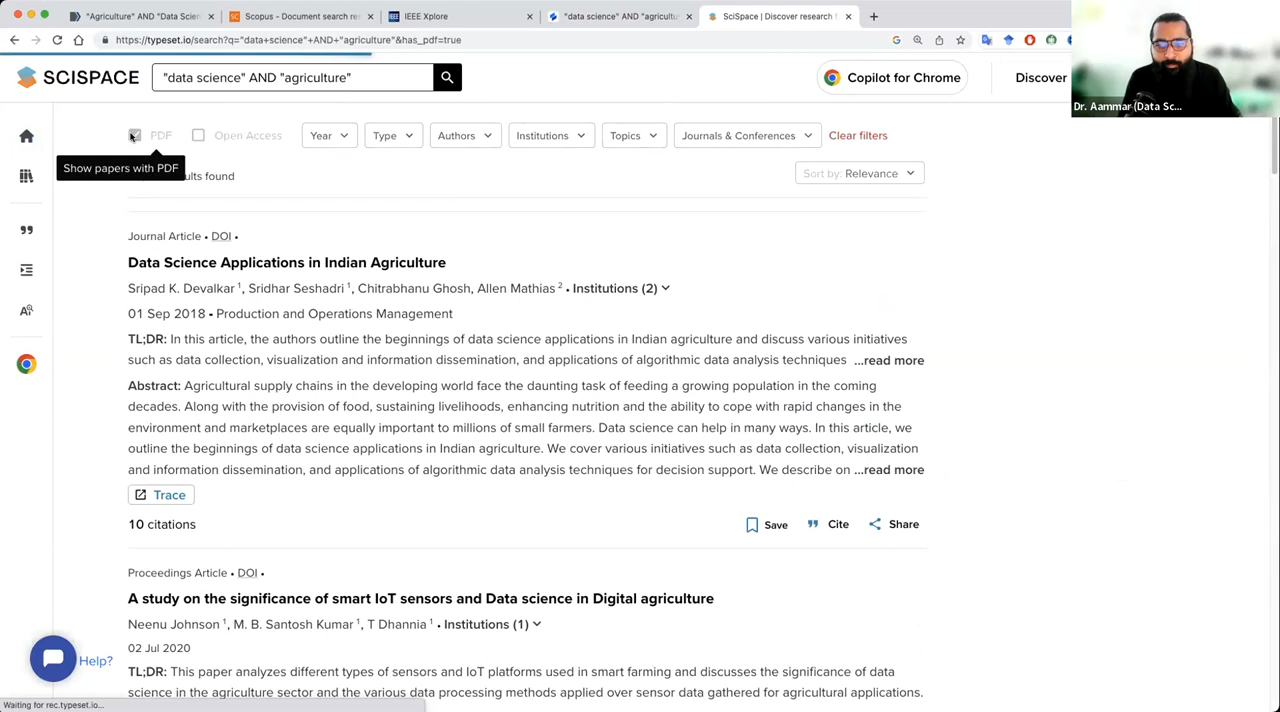 "Agriculture" AND "Data Scien
Scopus - Document search res
IEEE Xplore
"data science" AND "agricultu
SciSpace | Discover research f
https://typeset.io/search?q="data+science"+AND+"agriculture"&has_pdf=true
SCISPACE
"data science" AND "agriculture"
Copilot for Chrome
Discover
Dr. Aammar (Data Sc...
PDF
Open Access
Year
Type
Authors
Institutions
Topics
Journals & Conferences
Clear filters
Show papers with PDF
ults found
Sort by: Relevance
Journal Article • DOI •
Data Science Applications in Indian Agriculture
Sripad K. Devalkar 1, Sridhar Seshadri 1, Chitrabhanu Ghosh, Allen Mathias 2 • Institutions (2)
01 Sep 2018 • Production and Operations Management
TL;DR: In this article, the authors outline the beginnings of data science applications in Indian agriculture and discuss various initiatives
such as data collection, visualization and information dissemination, and applications of algorithmic data analysis techniques ...read more
Abstract: Agricultural supply chains in the developing world face the daunting task of feeding a growing population in the coming
decades. Along with the provision of food, sustaining livelihoods, enhancing nutrition and the ability to cope with rapid changes in the
environment and marketplaces are equally important to millions of small farmers. Data science can help in many ways. In this article, we
outline the beginnings of data science applications in Indian agriculture. We cover various initiatives such as data collection, visualization
and information dissemination, and applications of algorithmic data analysis techniques for decision support. We describe on ...read more
Trace
10 citations
Save
Cite
Share
Proceedings Article • DOI •
A study on the significance of smart IoT sensors and Data science in Digital agriculture
Neenu Johnson 1, M. B. Santosh Kumar 1, T Dhannia 1 • Institutions (1)
02 Jul 2020
TL;DR: This paper analyzes different types of sensors and IoT platforms used in smart farming and discusses the significance of data
science in the agriculture sector and the various data processing methods applied over sensor data gathered for agricultural applications.
Help?
Waiting for rec.typeset.io...